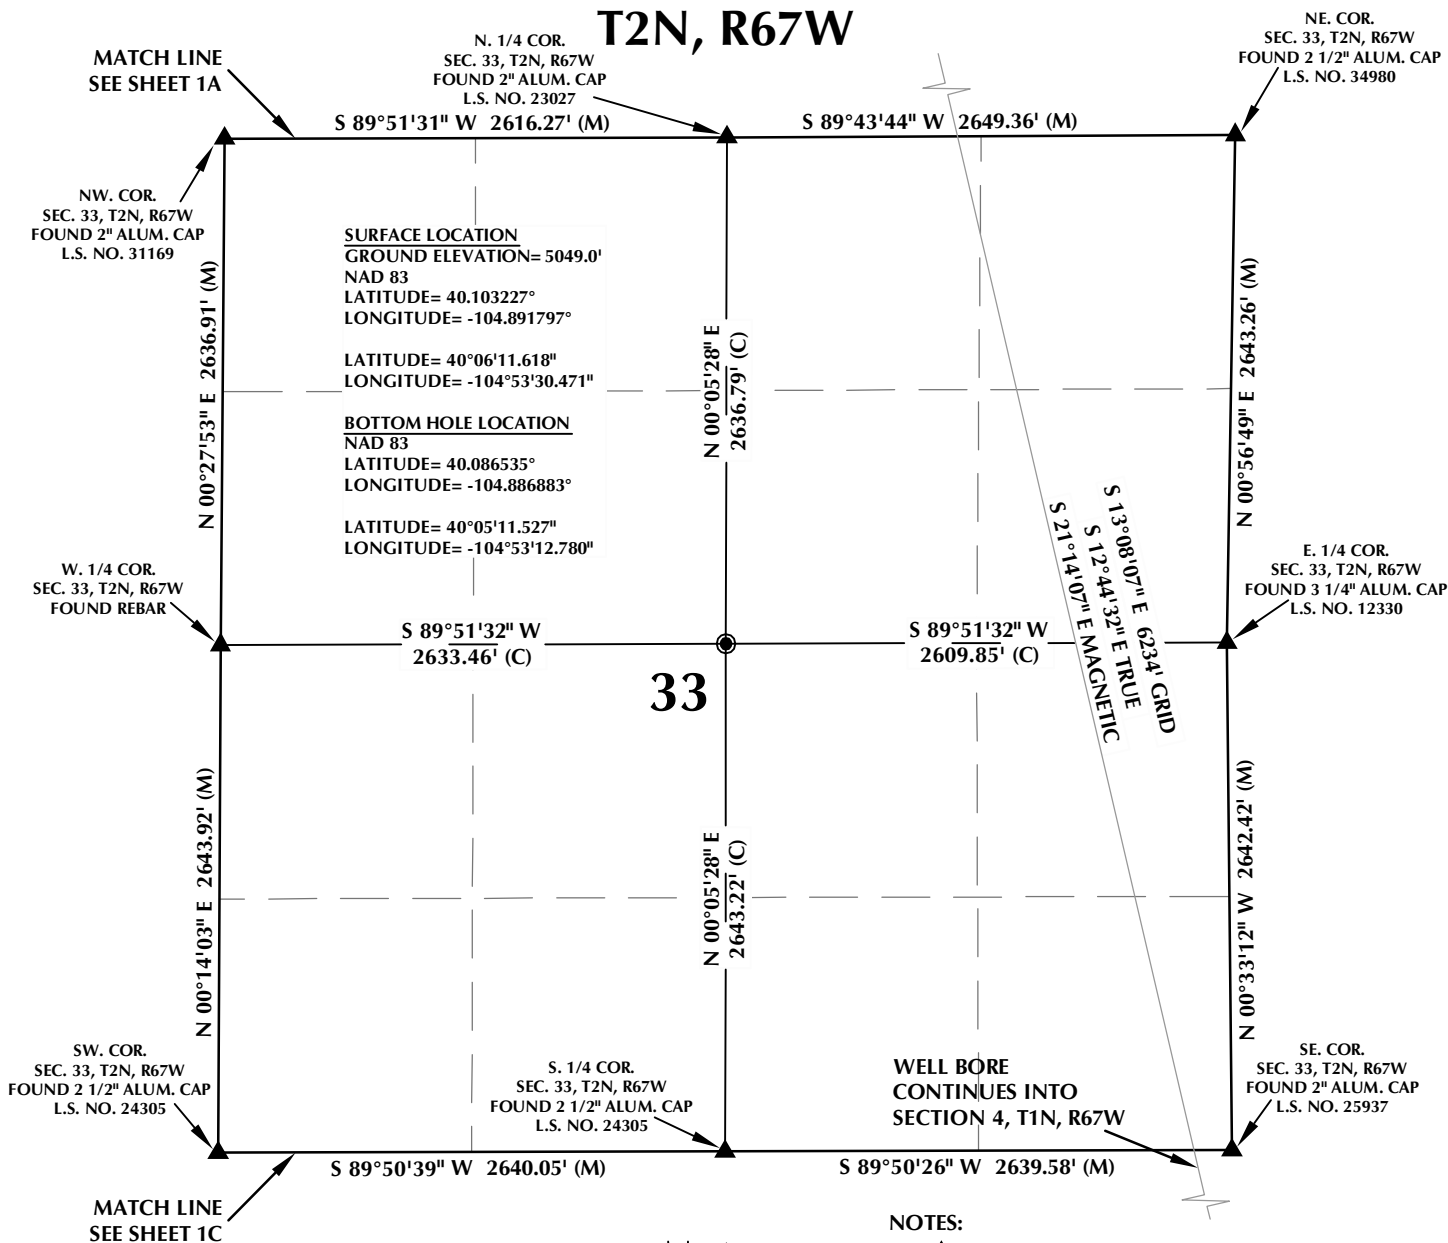 T2N, R67W
MATCH LINE
SEE SHEET 1A
N. 1/4 COR.
SEC. 33, T2N, R67W
FOUND 2" ALUM. CAP
L.S. NO. 23027
NE. COR.
SEC. 33, T2N, R67W
FOUND 2 1/2" ALUM. CAP
L.S. NO. 34980
S 89°51'31" W 2616.27' (M)
S 89°43'44" W 2649.36' (M)
NW. COR.
SEC. 33, T2N, R67W
FOUND 2" ALUM. CAP
L.S. NO. 31169
SURFACE LOCATION
GROUND ELEVATION= 5049.0'
NAD 83
LATITUDE= 40.103227°
LONGITUDE= -104.891797°
LATITUDE= 40°06'11.618"
LONGITUDE= -104°53'30.471"
BOTTOM HOLE LOCATION
NAD 83
LATITUDE= 40.086535°
LONGITUDE= -104.886883°
LATITUDE= 40°05'11.527"
LONGITUDE= -104°53'12.780"
N 00°27'53" E 2636.91' (M)
N 00°05'28" E
2636.79' (C)
N 00°56'49" E 2643.26' (M)
S 13°08'07" E 6234' GRID
S 12°44'32" E TRUE
S 21°14'07" E MAGNETIC
W. 1/4 COR.
SEC. 33, T2N, R67W
FOUND REBAR
E. 1/4 COR.
SEC. 33, T2N, R67W
FOUND 3 1/4" ALUM. CAP
L.S. NO. 12330
S 89°51'32" W
2633.46' (C)
S 89°51'32" W
2609.85' (C)
33
N 00°14'03" E 2643.92' (M)
N 00°05'28" E
2643.22' (C)
N 00°33'12" W 2642.42' (M)
SW. COR.
SEC. 33, T2N, R67W
FOUND 2 1/2" ALUM. CAP
L.S. NO. 24305
S. 1/4 COR.
SEC. 33, T2N, R67W
FOUND 2 1/2" ALUM. CAP
L.S. NO. 24305
WELL BORE
CONTINUES INTO
SECTION 4, T1N, R67W
SE. COR.
SEC. 33, T2N, R67W
FOUND 2" ALUM. CAP
L.S. NO. 25937
S 89°50'39" W 2640.05' (M)
S 89°50'26" W 2639.58' (M)
MATCH LINE
SEE SHEET 1C
NOTES: